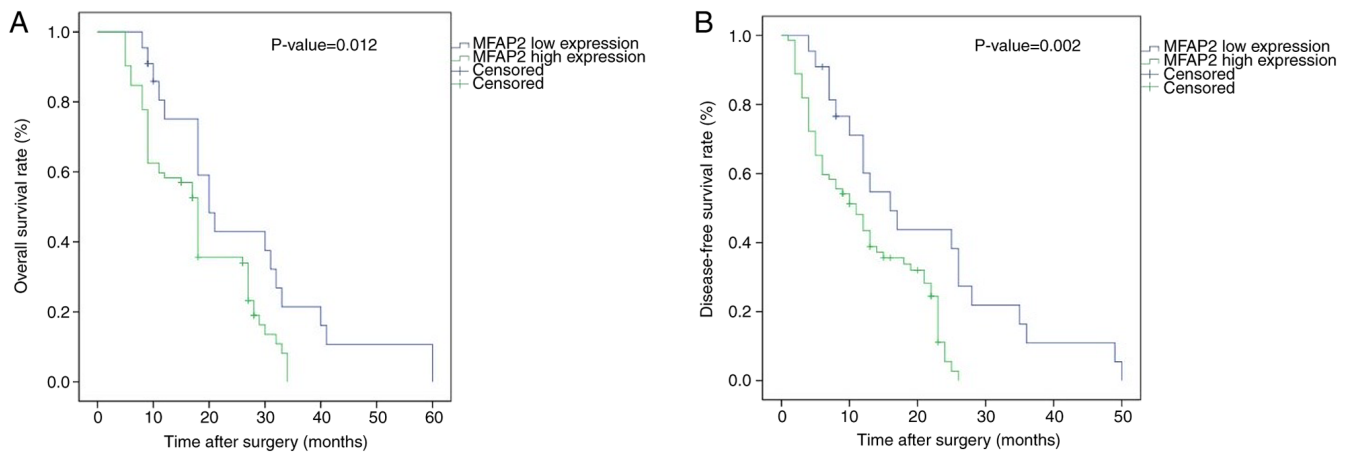 A
P-value=0.012
MFAP2 low expression
MFAP2 high expression
Censored
Censored
Overall survival rate (%)
1.0
0.8
0.6
0.4
0.2
0.0
0 10 20 30 40 50 60
Time after surgery (months)
B
P-value=0.002
MFAP2 low expression
MFAP2 high expression
Censored
Censored
Disease-free survival rate (%)
1.0
0.8
0.6
0.4
0.2
0.0
0 10 20 30 40 50
Time after surgery (months)